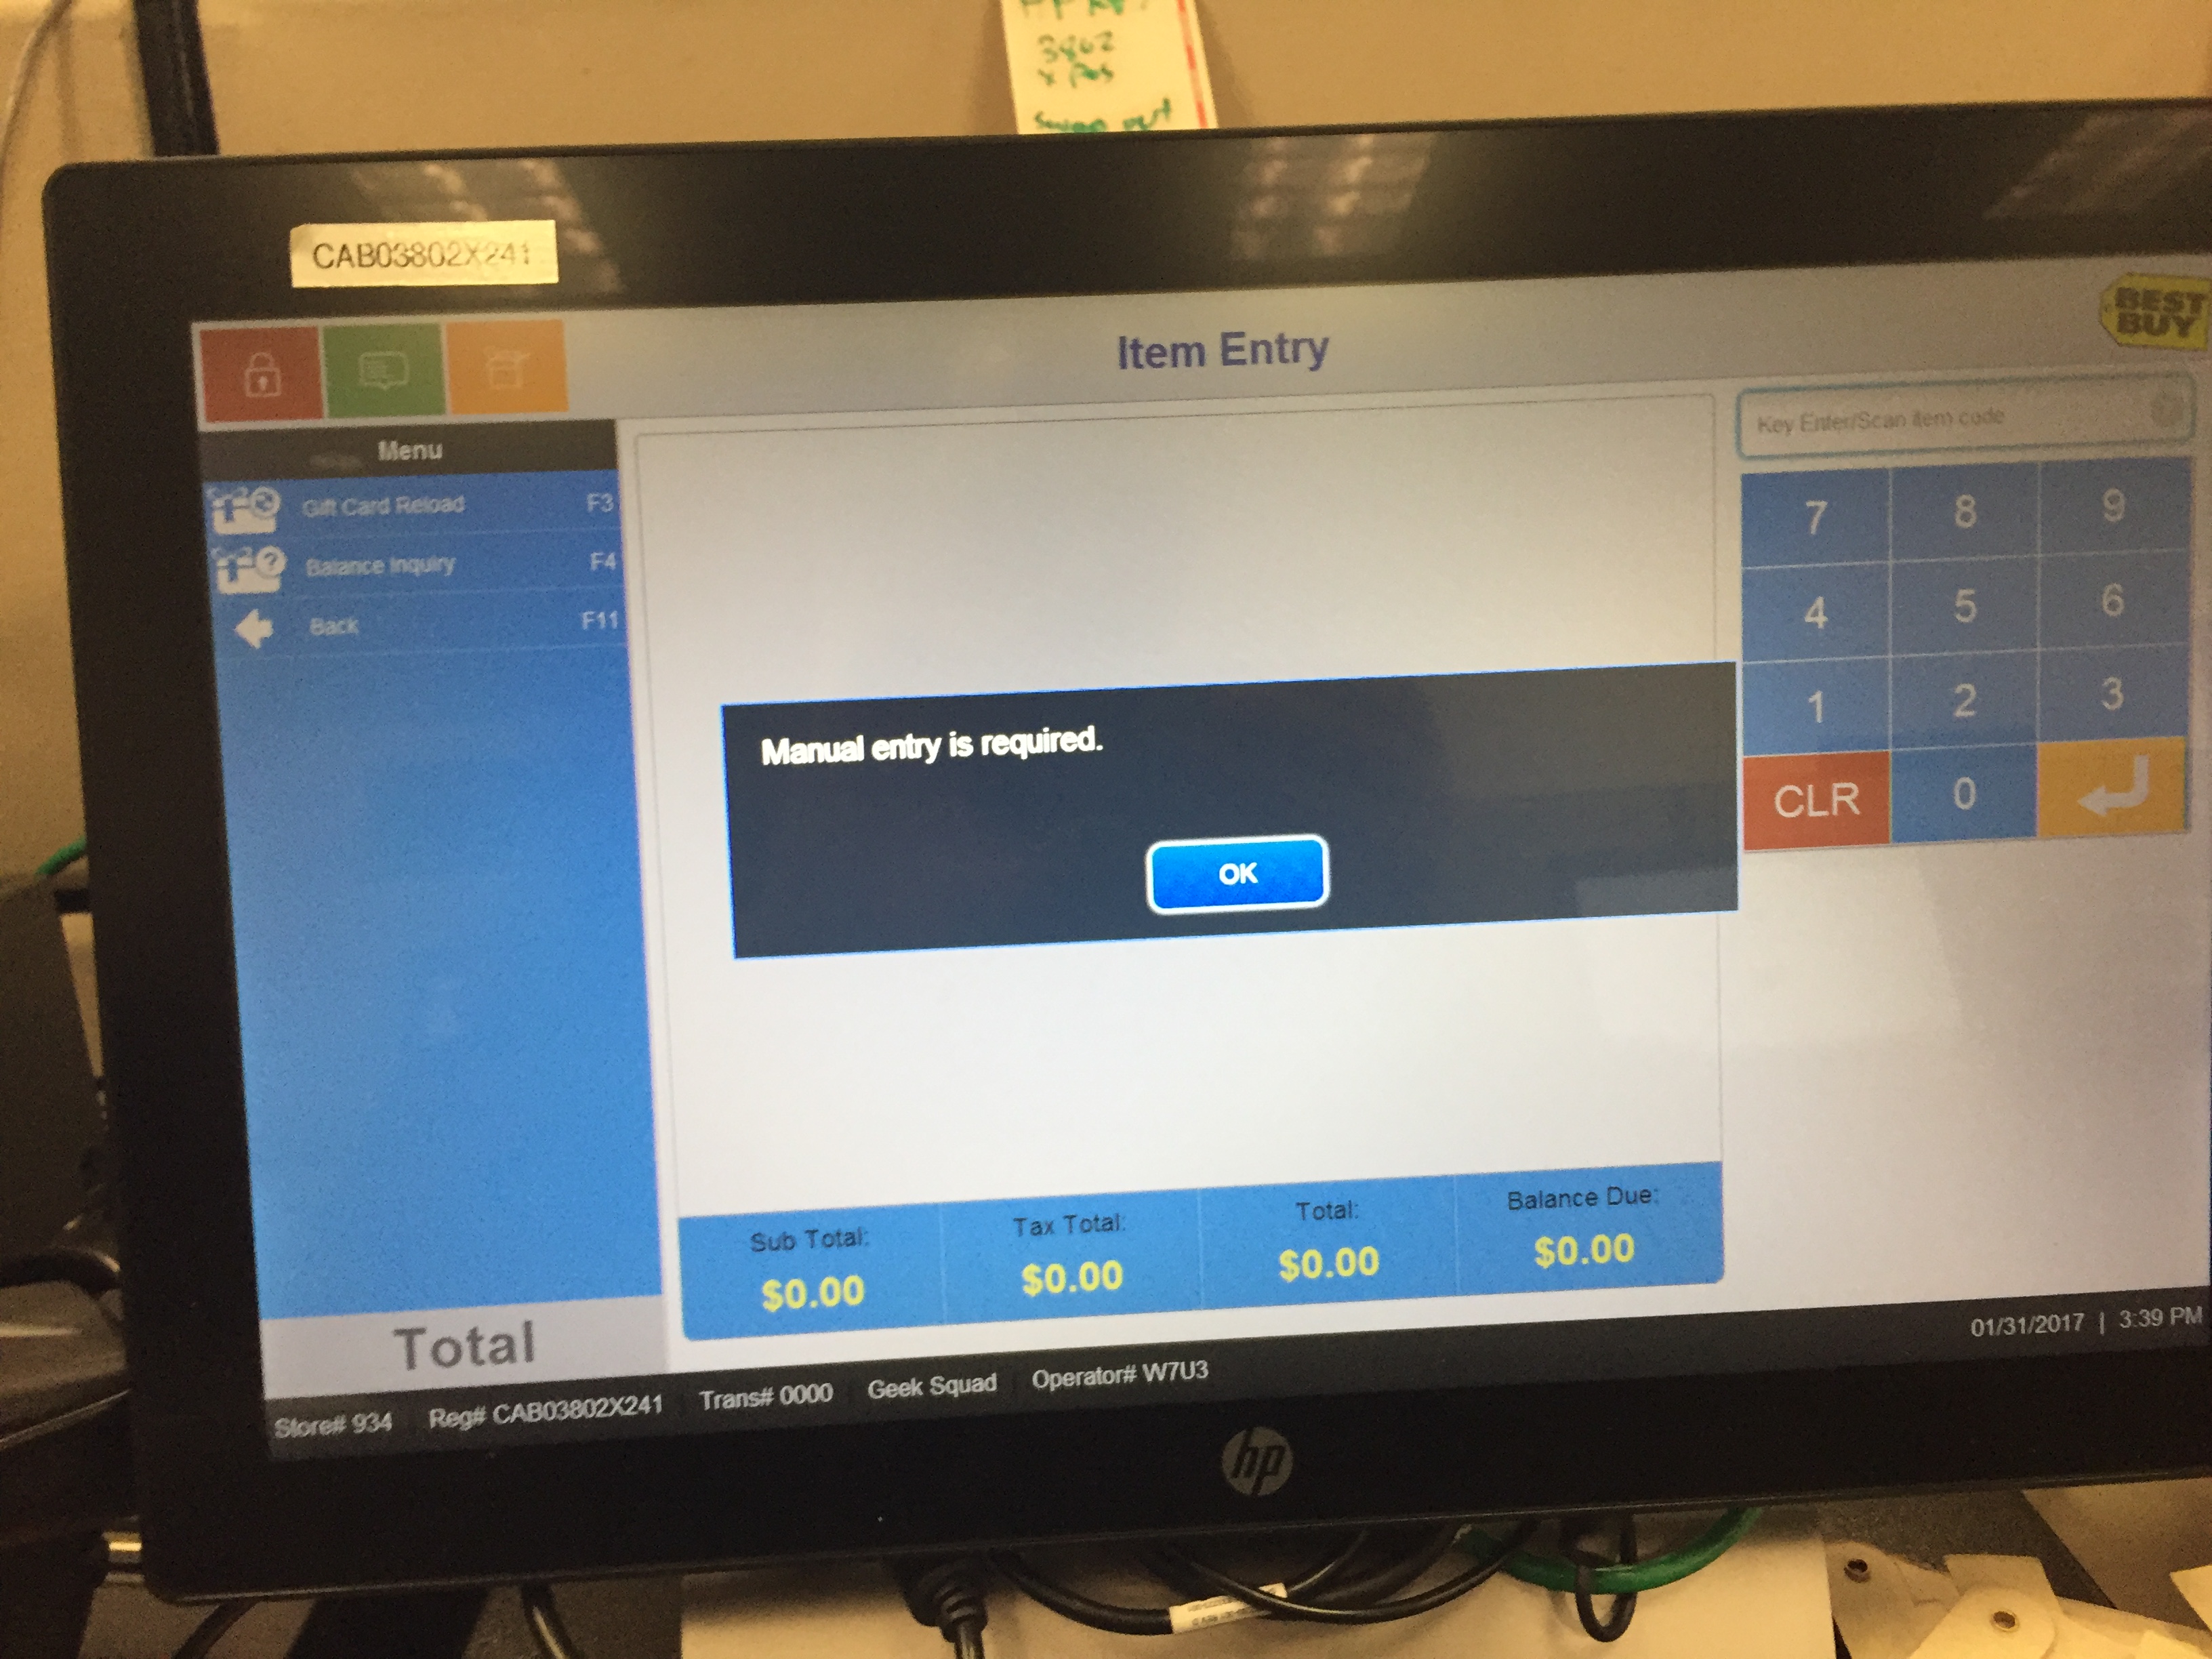 3802
x Pos
swap out
CAB03802X241
Item Entry
BEST
BUY
Menu
Gift Card Reload F3
Balance Inquiry F4
Back F11
Key Enter/Scan item code
7 8 9
4 5 6
1 2 3
CLR 0
Manual entry is required.
OK
Sub Total: Tax Total: Total: Balance Due:
$0.00 $0.00 $0.00 $0.00
Total
01/31/2017 | 3:39 PM
Store# 934 Reg# CAB03802X241 Trans# 0000 Geek Squad Operator# W7U3
hp